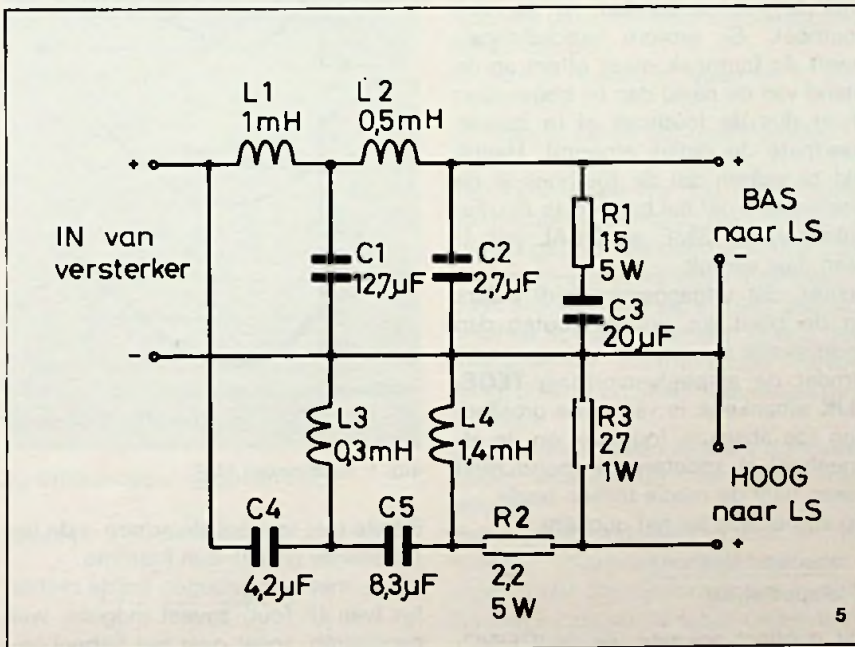 L1
1mH
L2
0,5mH
+
+
IN van
versterker
C1
12,7µF
C2
2,7µF
R1
15
5W
C3
20µF
BAS
naar LS
-
-
L3
0,3mH
L4
1,4mH
R3
27
1W
HOOG
naar LS
C4
4,2µF
C5
8,3µF
R2
2,2
5W
+
5